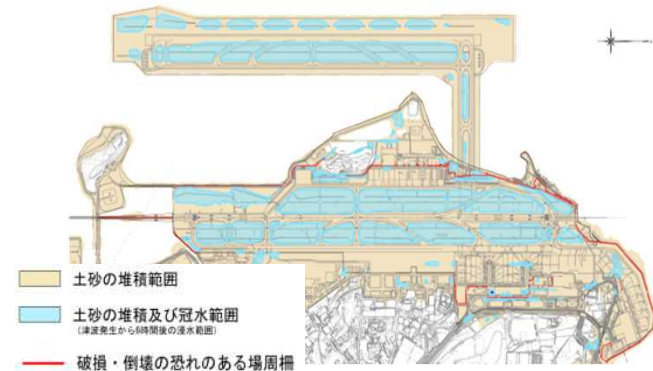 土砂の堆積範囲
土砂の堆積及び冠水範囲
(津波発生から6時間後の浸水範囲)
破損・倒壊の恐れのある場周柵